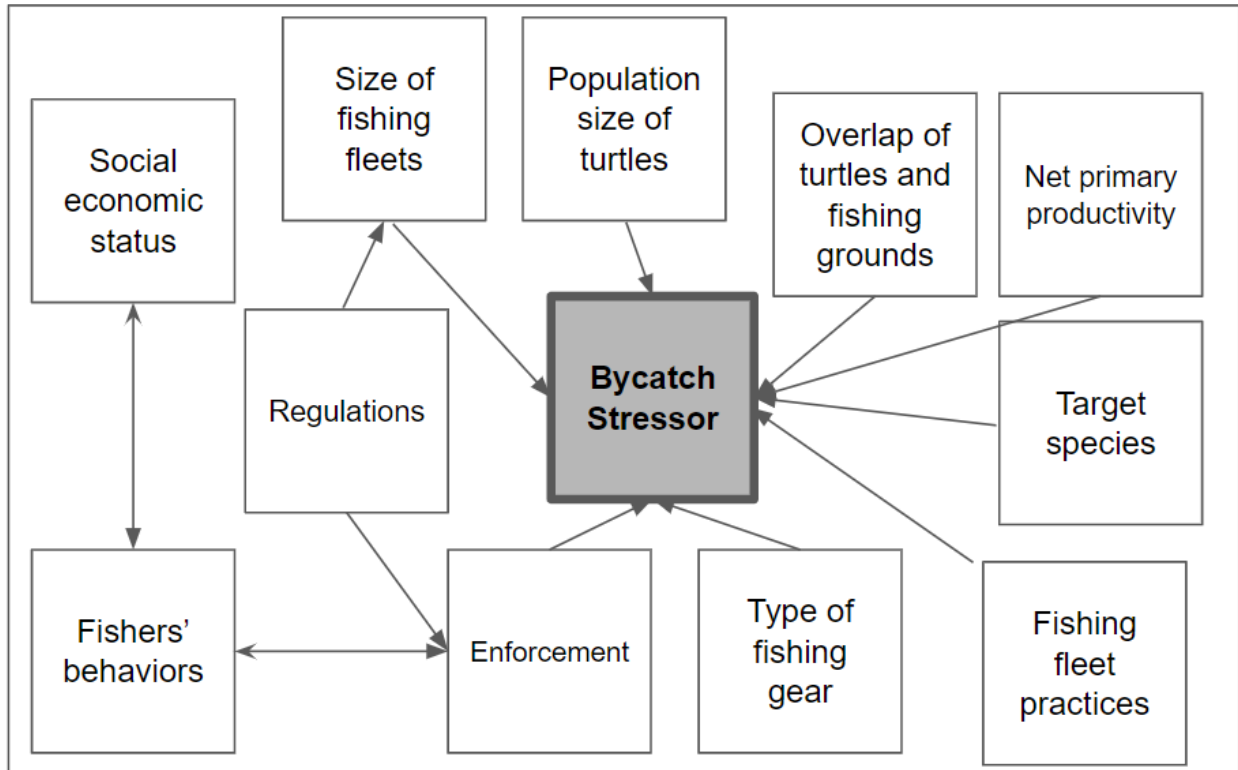 Size of
fishing
fleets
Population
size of
turtles
Overlap of
turtles and
fishing
grounds
Net primary
productivity
Social
economic
status
Regulations
Bycatch
Stressor
Target
species
Fishers’
behaviors
Enforcement
Type of
fishing
gear
Fishing
fleet
practices